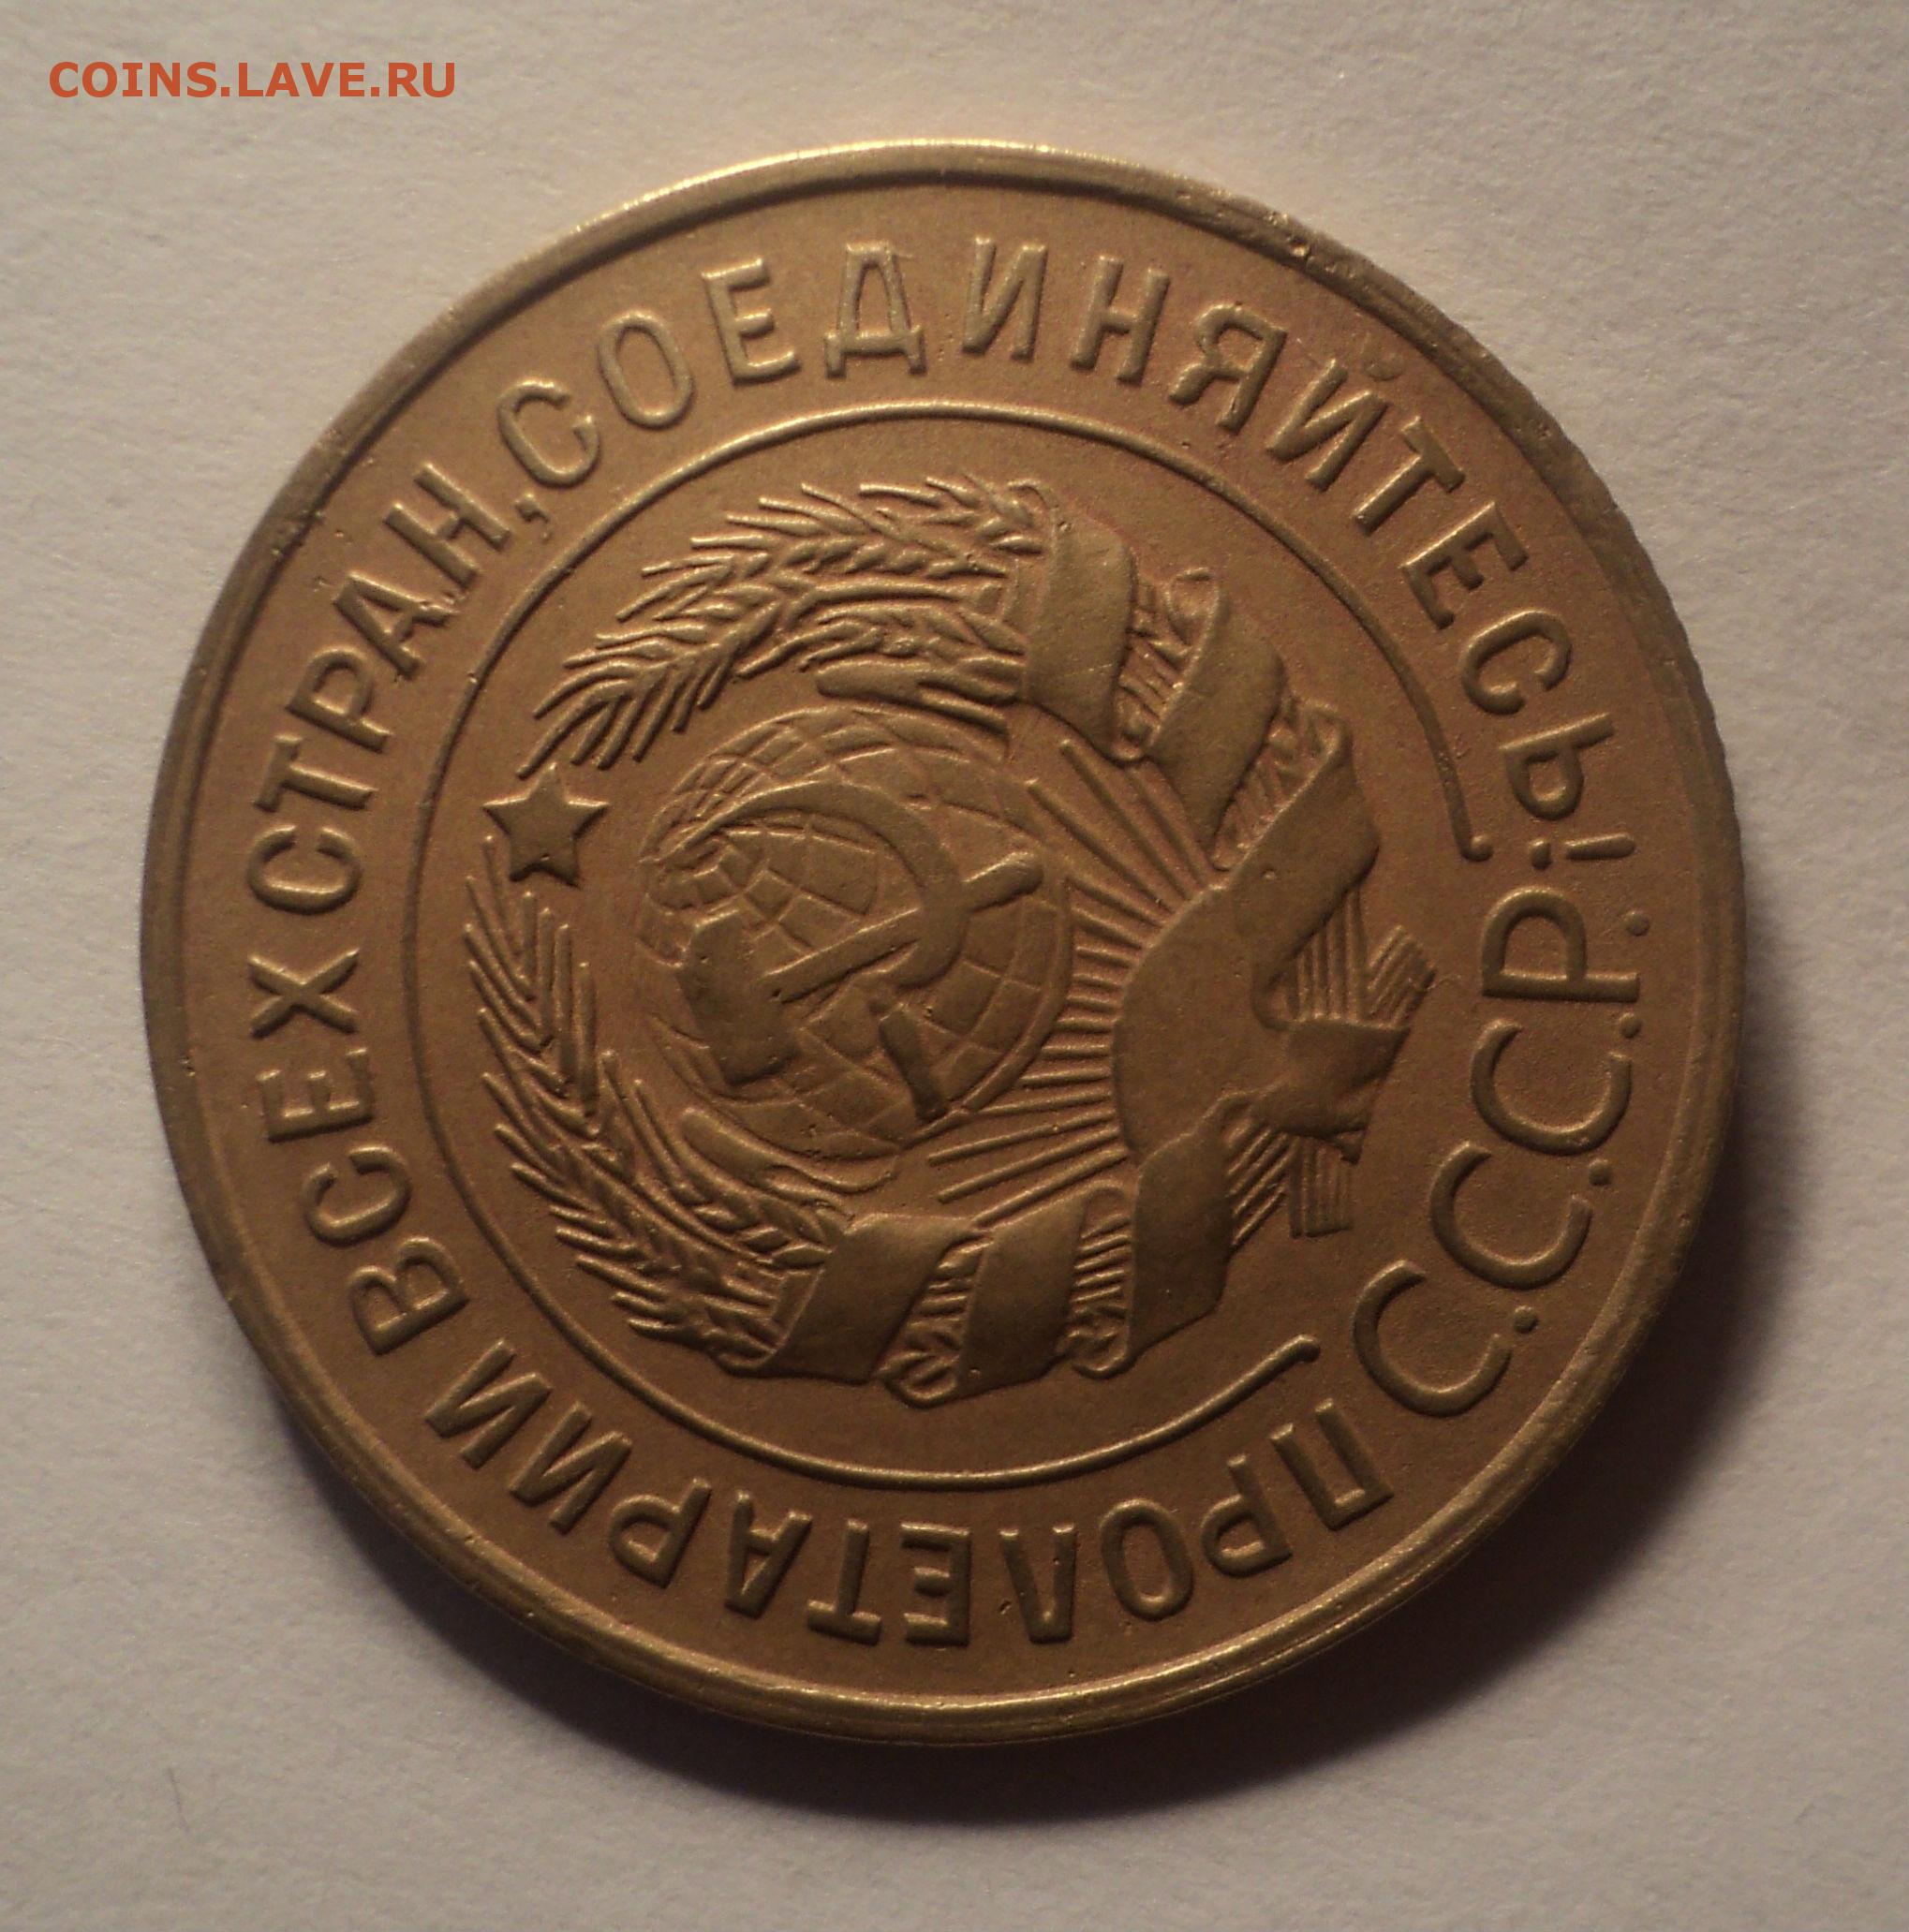 COINS.LAVE.RU
ПРОЛЕТАРИИ ВСЕХ СТРАН, СОЕДИНЯЙТЕСЬ!
С.С.С.Р.